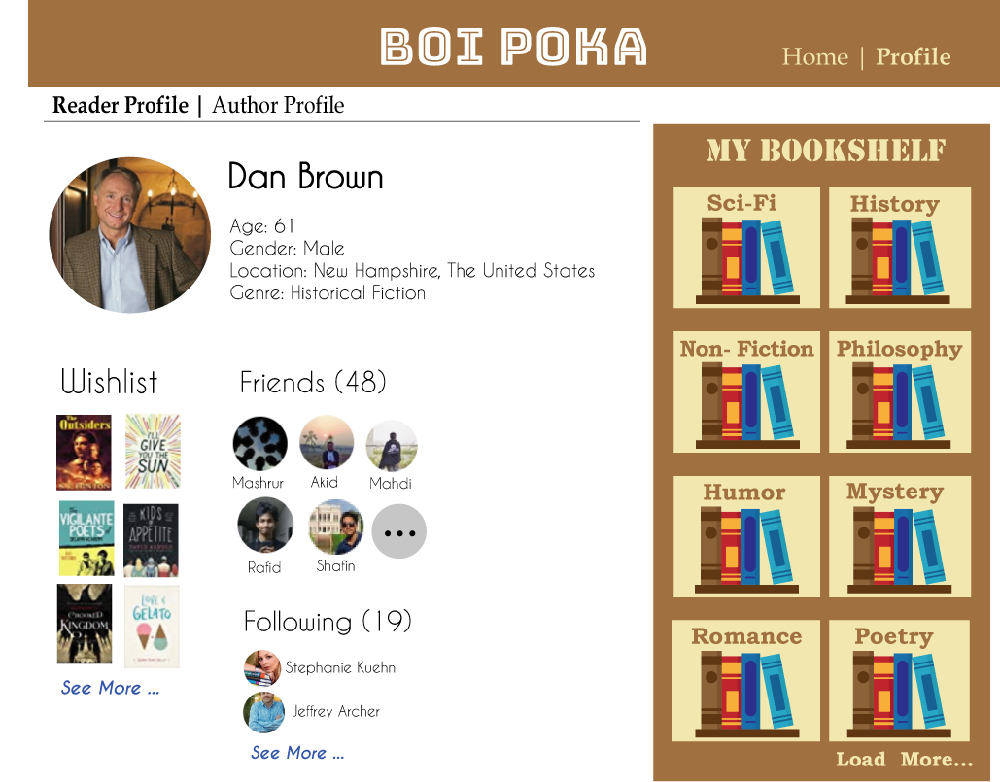 BOI POKA
Home | Profile
Reader Profile | Author Profile
Dan Brown
Age: 61
Gender: Male
Location: New Hampshire, The United States
Genre: Historical Fiction
Wishlist
The Outsiders
I'LL GIVE YOU THE SUN
The VIGILANTE POETS of
KIDS of APPETITE
DAVID ARNOLD
CROOKED KINGDOM
LOVE & GELATO
See More ...
Friends (48)
Mashrur
Akid
Mahdi
Rafid
Shafin
...
Following (19)
Stephanie Kuehn
Jeffrey Archer
See More ...
MY BOOKSHELF
Sci-Fi
History
Non- Fiction
Philosophy
Humor
Mystery
Romance
Poetry
Load More...